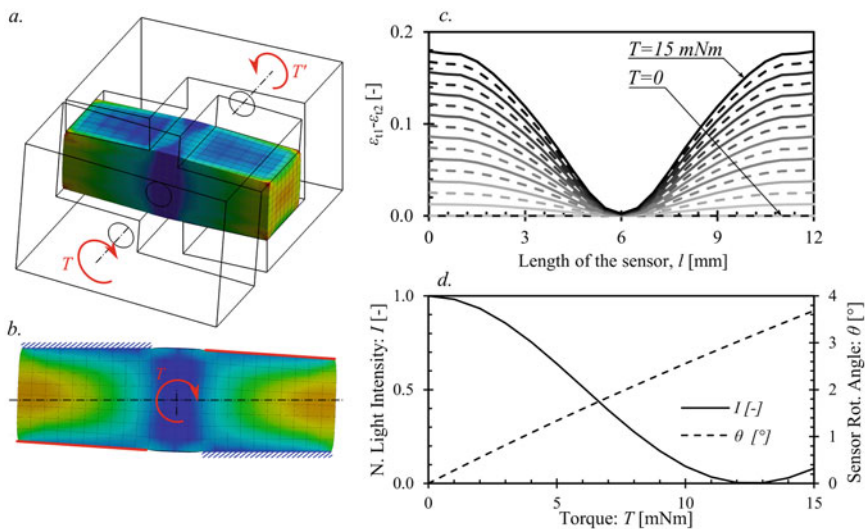 a.
T'
T
b.
T
c.
0.2
0.1
0.0
εt1-εt2 [-]
T=15 mNm
T=0
0 3 6 9 12
Length of the sensor, l [mm]
d.
1.0
0.5
0.0
N. Light Intensity: I [-]
I [-]
θ [°]
4
3
2
1
0
Sensor Rot. Angle: θ [°]
0 5 10 15
Torque: T [mNm]